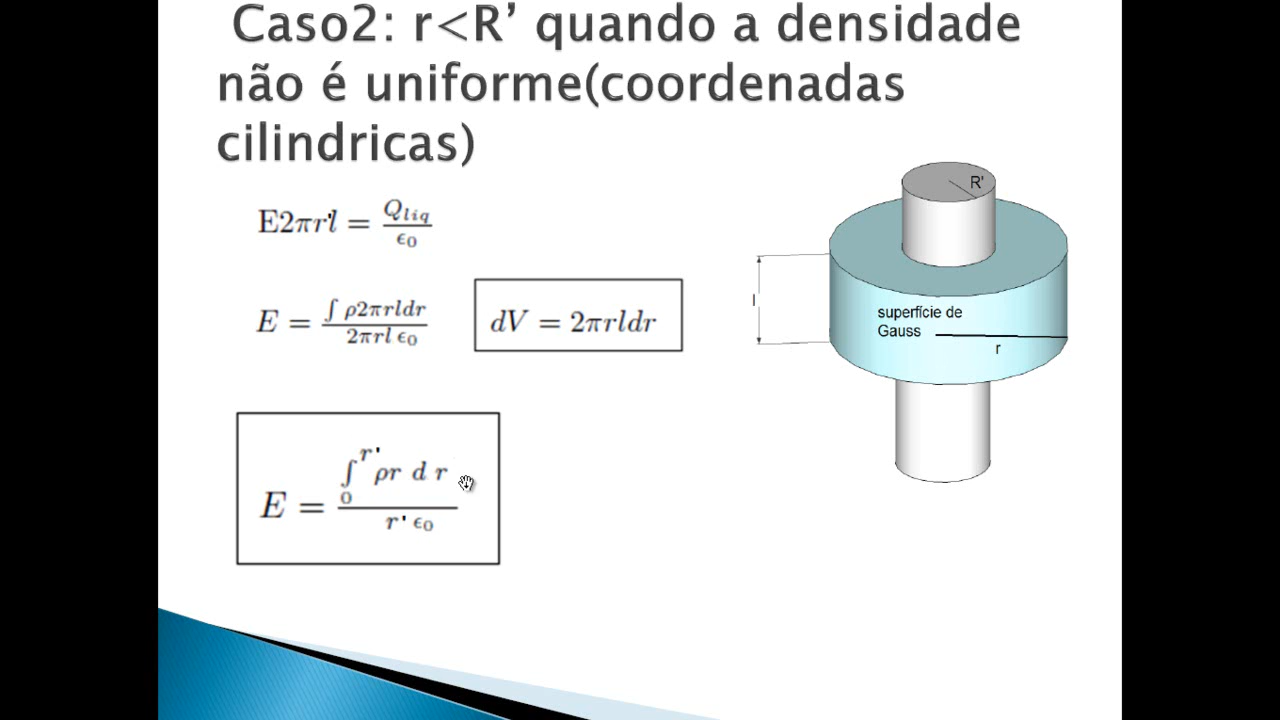 Caso2: r<R’ quando a densidade
não é uniforme(coordenadas
cilindricas)
E2πr'l = Q_liq/ϵ₀
E = ∫ρ2πrldr/2πrl ϵ₀
dV = 2πrldr
E = ∫₀^r' ρr d r/r' ϵ₀
R'
l
superfície de
Gauss
r